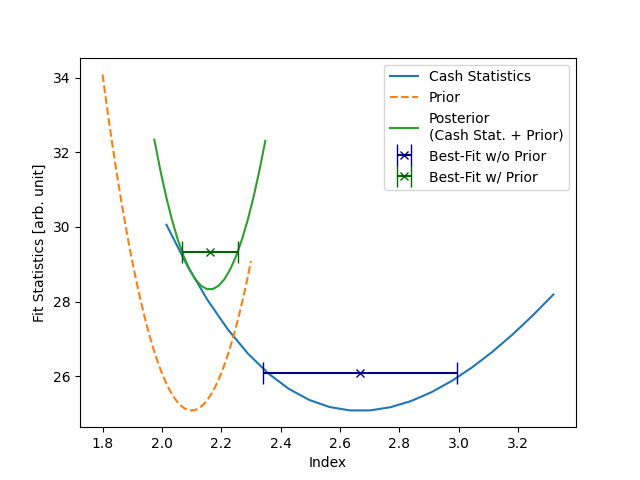 34
32
30
28
26
Fit Statistics [arb. unit]
1.8
2.0
2.2
2.4
2.6
2.8
3.0
3.2
Index
Cash Statistics
Prior
Posterior
(Cash Stat. + Prior)
Best-Fit w/o Prior
Best-Fit w/ Prior